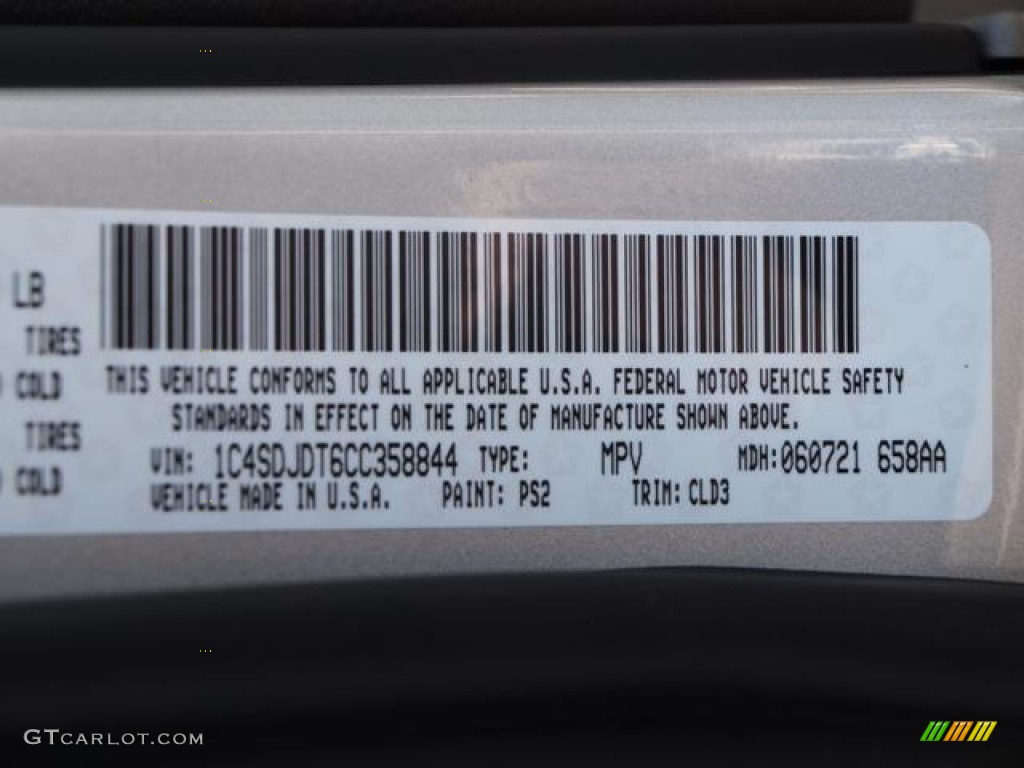 LB
TIRES
COLD
TIRES
COLD
THIS VEHICLE CONFORMS TO ALL APPLICABLE U.S.A. FEDERAL MOTOR VEHICLE SAFETY
STANDARDS IN EFFECT ON THE DATE OF MANUFACTURE SHOWN ABOVE.
VIN: 1C4SDJDT6CC358844 TYPE: MPV MDH:060721 658AA
VEHICLE MADE IN U.S.A. PAINT: PS2 TRIM: CLD3
GTCARLOT.COM